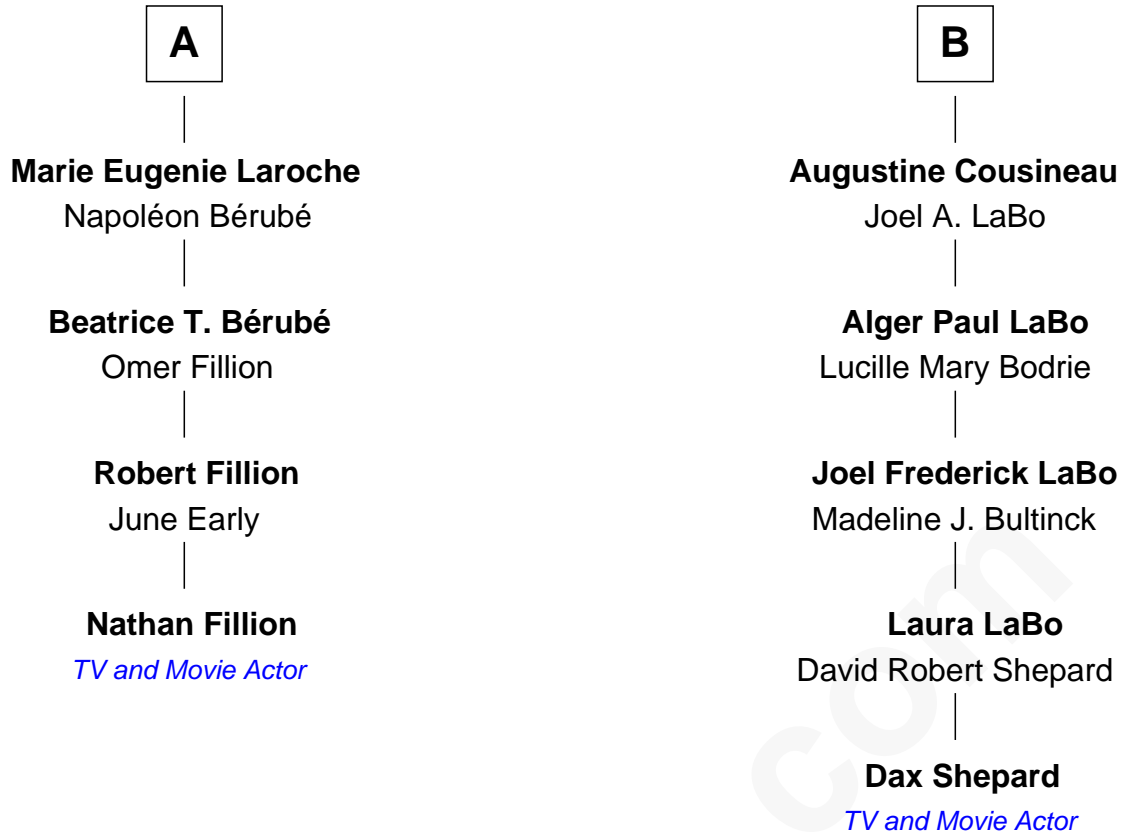 A
Marie Eugenie Laroche
Napoléon Bérubé
Beatrice T. Bérubé
Omer Fillion
Robert Fillion
June Early
Nathan Fillion
TV and Movie Actor
B
Augustine Cousineau
Joel A. LaBo
Alger Paul LaBo
Lucille Mary Bodrie
Joel Frederick LaBo
Madeline J. Bultinck
Laura LaBo
David Robert Shepard
Dax Shepard
TV and Movie Actor
com